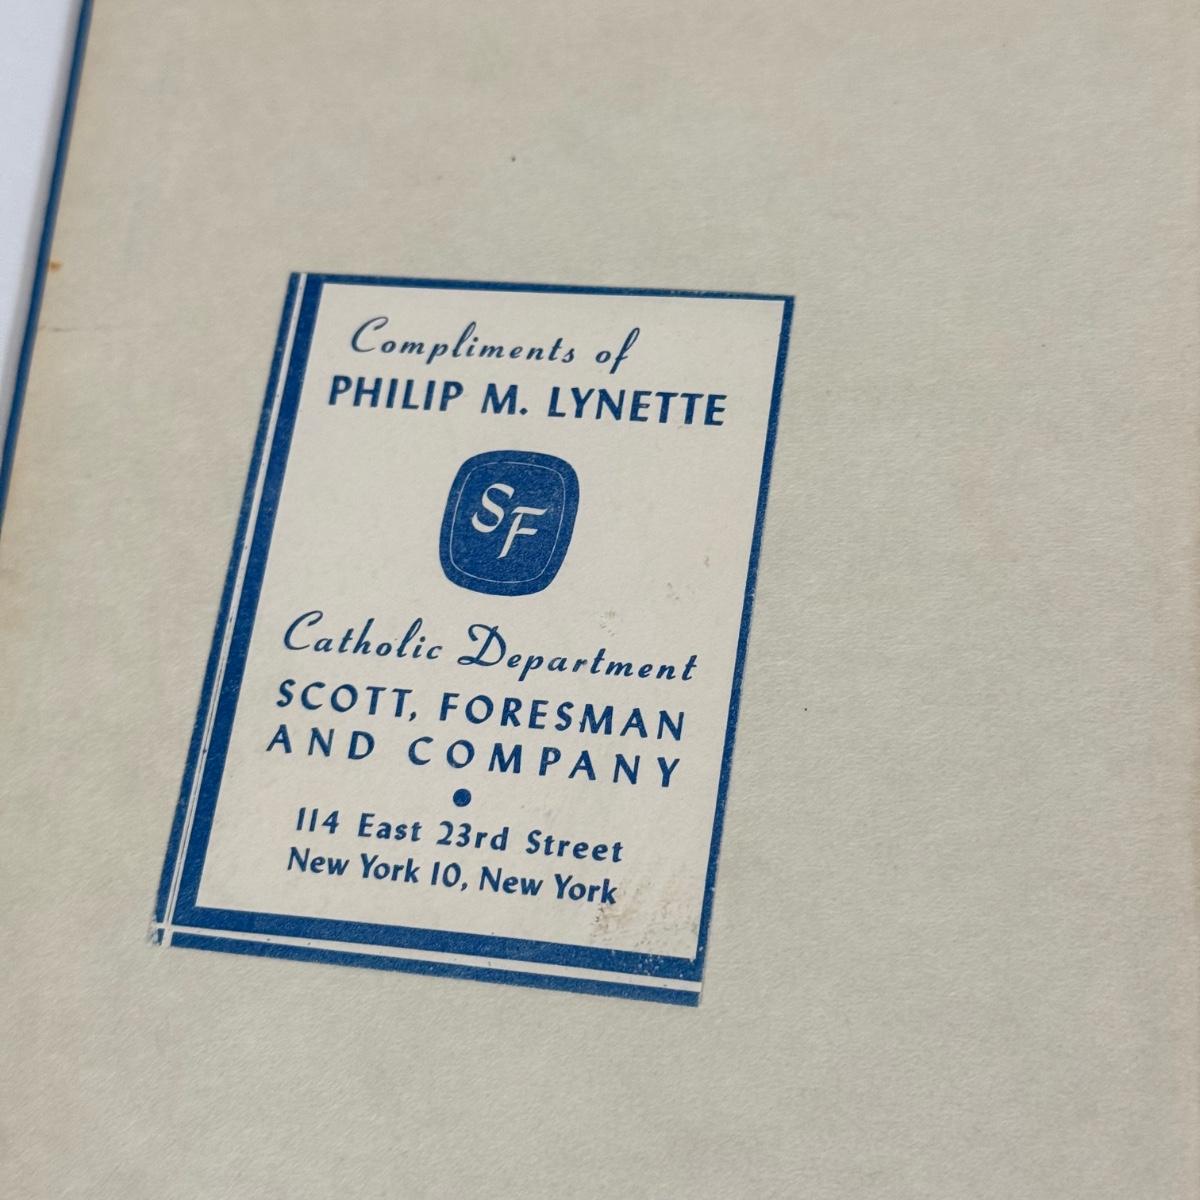 Compliments of
PHILIP M. LYNETTE
SF
Catholic Department
SCOTT, FORESMAN
AND COMPANY
114 East 23rd Street
New York 10, New York